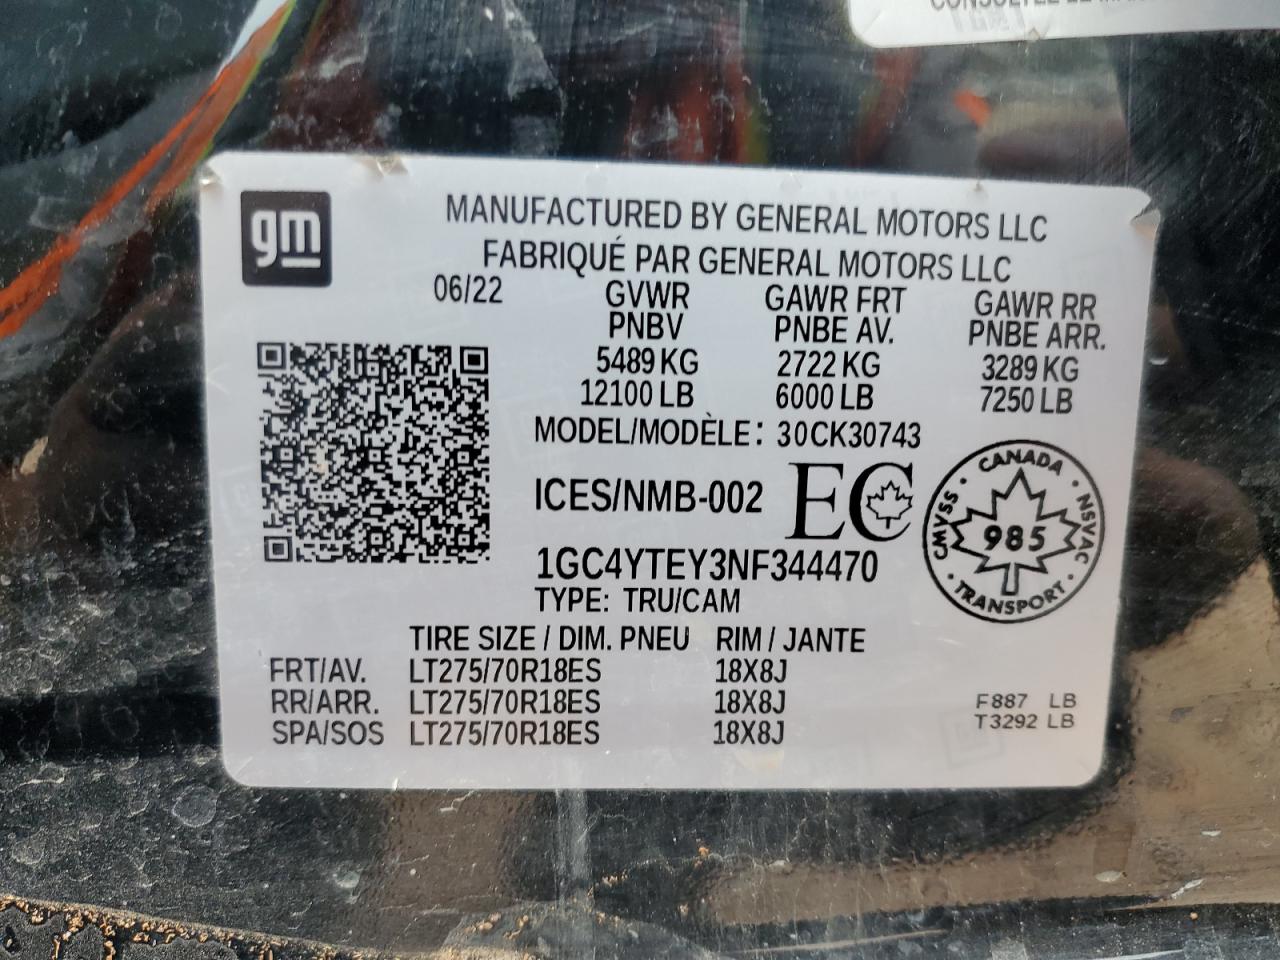 gm
MANUFACTURED BY GENERAL MOTORS LLC
FABRIQUÉ PAR GENERAL MOTORS LLC
06/22 GVWR GAWR FRT GAWR RR
PNBV PNBE AV. PNBE ARR.
5489 KG 2722 KG 3289 KG
12100 LB 6000 LB 7250 LB
MODEL/MODÈLE: 30CK30743
ICES/NMB-002 EC
CANADA
CMVSS 985 NSVAC
TRANSPORT
1GC4YTEY3NF344470
TYPE: TRU/CAM
TIRE SIZE / DIM. PNEU RIM / JANTE
FRT/AV. LT275/70R18ES 18X8J
RR/ARR. LT275/70R18ES 18X8J F887 LB
SPA/SOS LT275/70R18ES 18X8J T3292 LB